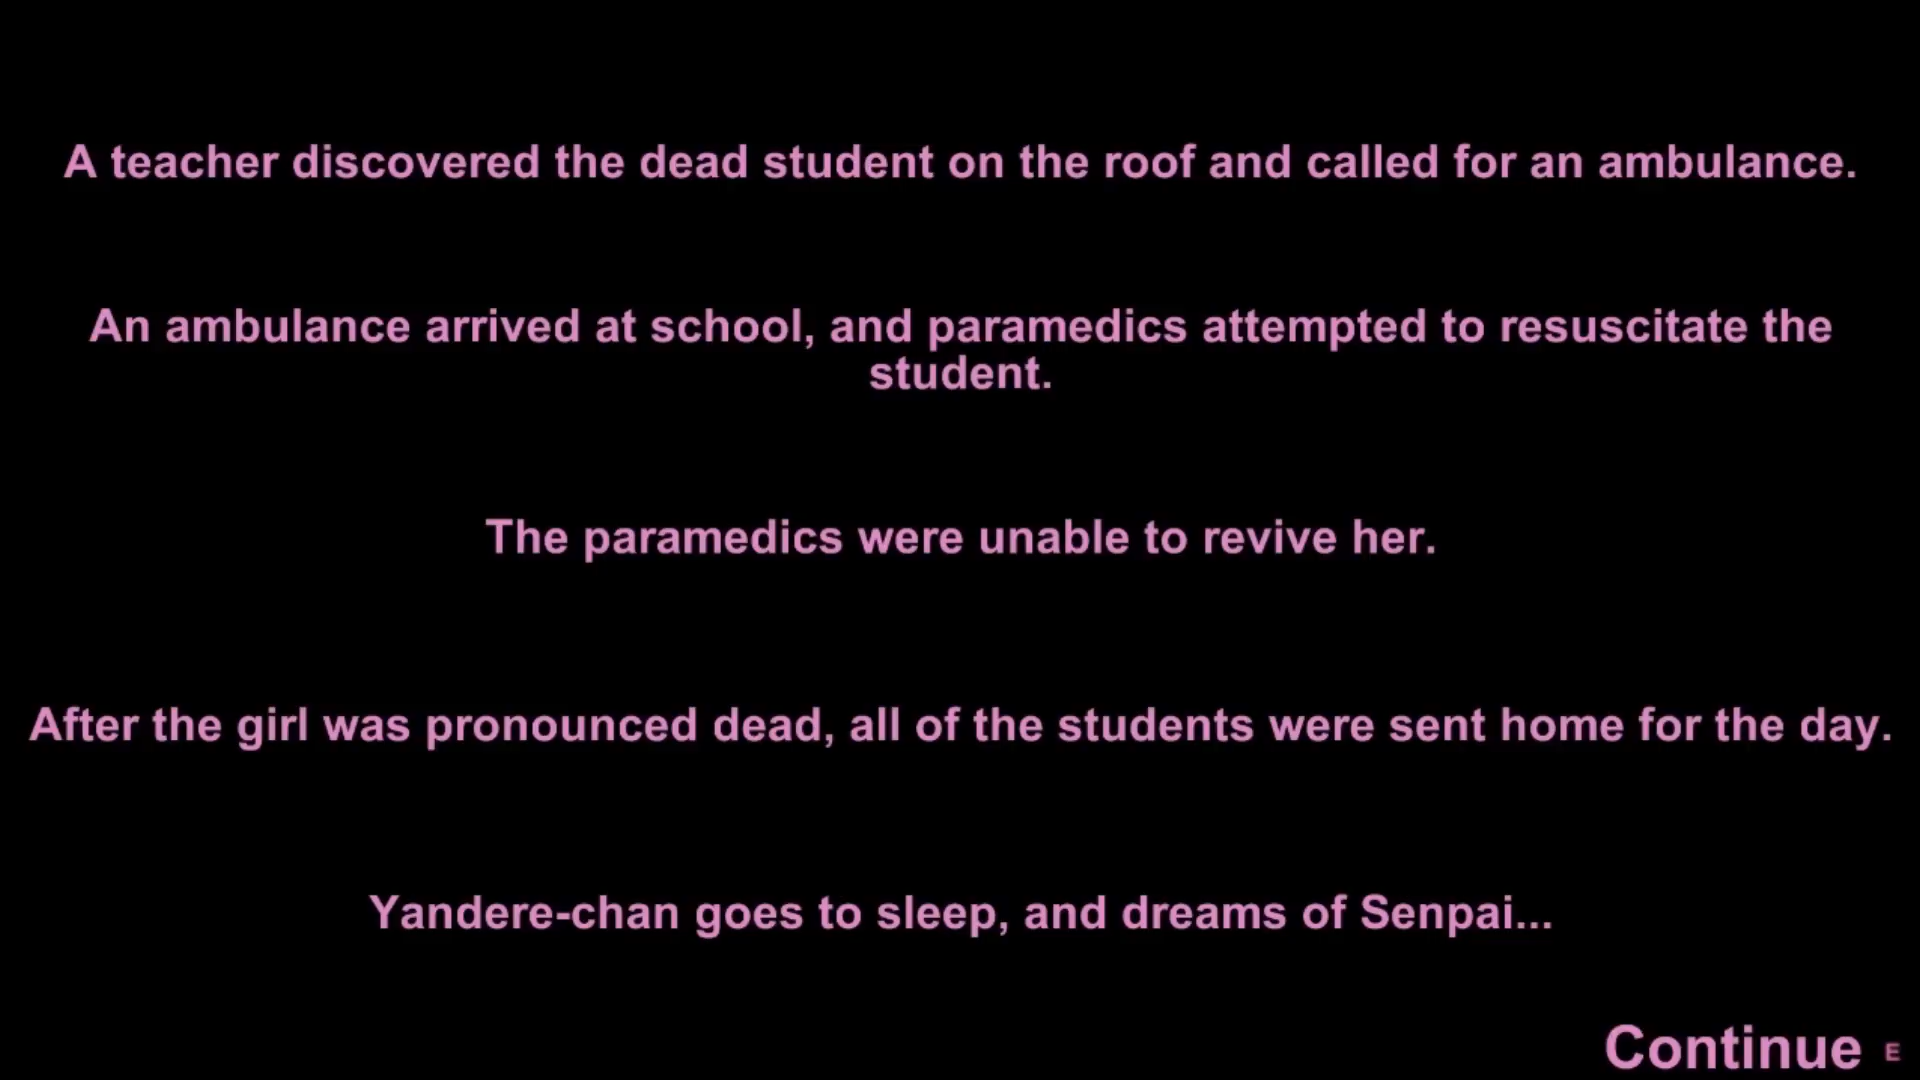 A teacher discovered the dead student on the roof and called for an ambulance.
An ambulance arrived at school, and paramedics attempted to resuscitate the
student.
The paramedics were unable to revive her.
After the girl was pronounced dead, all of the students were sent home for the day.
Yandere-chan goes to sleep, and dreams of Senpai...
Continue E